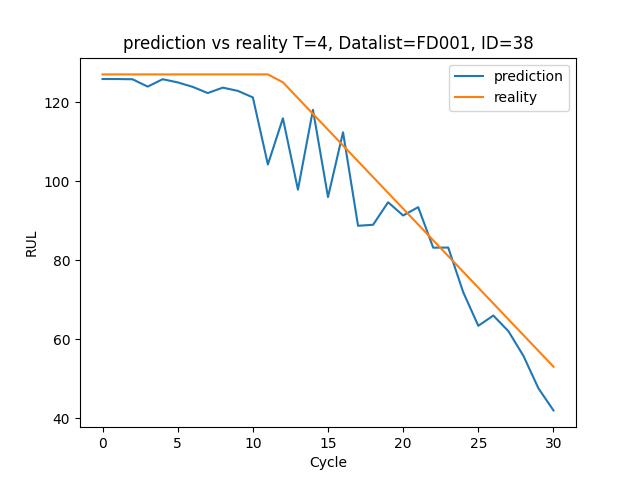 prediction vs reality T=4, Datalist=FD001, ID=38
prediction
reality
120
100
80
60
40
RUL
0 5 10 15 20 25 30
Cycle